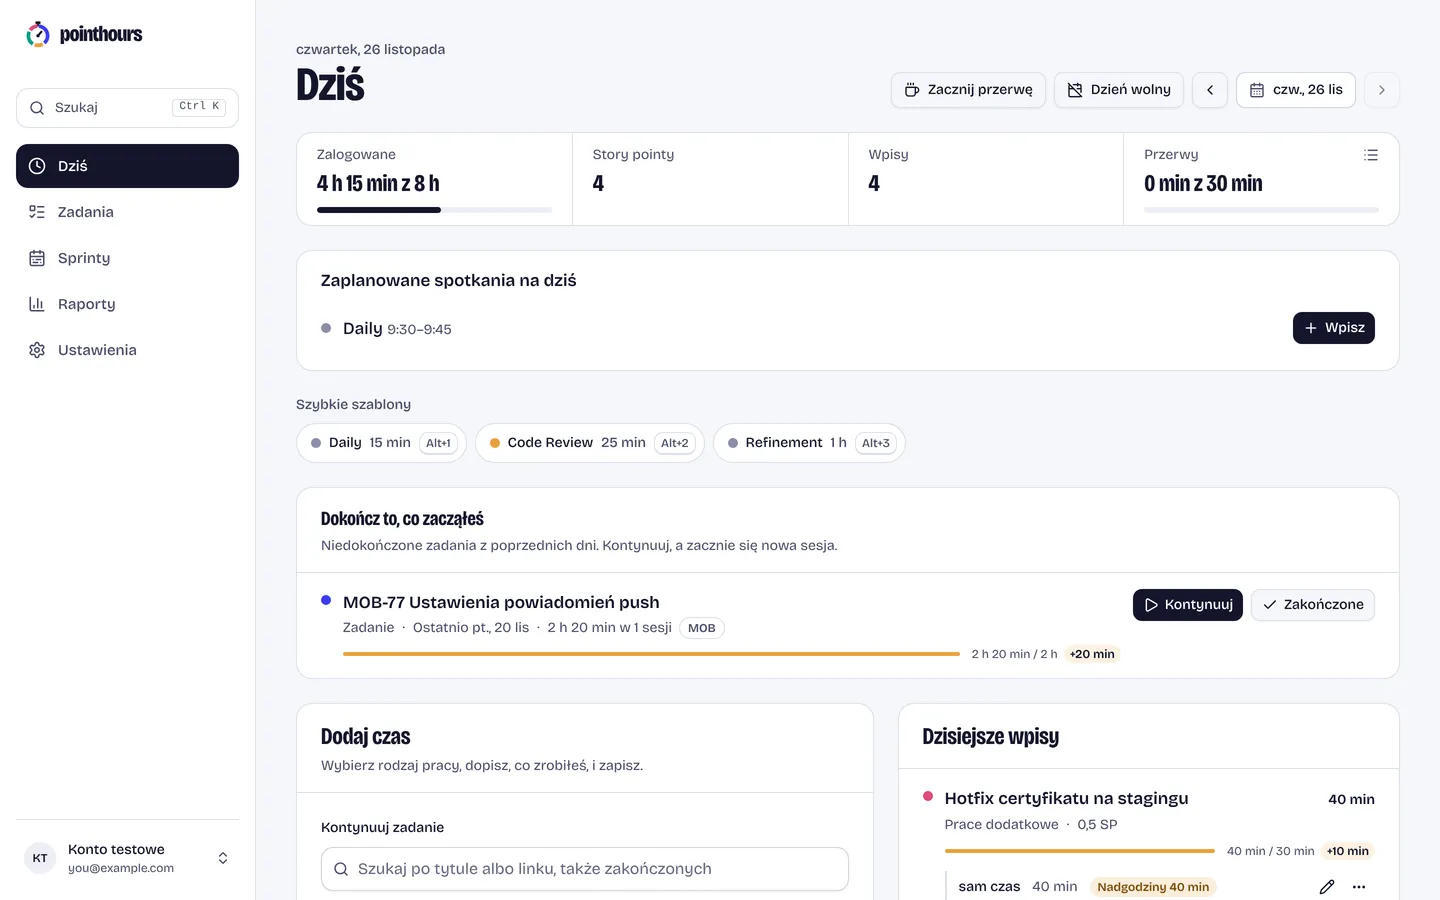 pointhours
Szukaj Ctrl K
Dziś
Zadania
Sprinty
Raporty
Ustawienia
KT
Konto testowe
you@example.com
czwartek, 26 listopada
Dziś
Zacznij przerwę
Dzień wolny
czw., 26 lis
Zalogowane
4 h 15 min z 8 h
Story pointy
4
Wpisy
4
Przerwy
0 min z 30 min
Zaplanowane spotkania na dziś
Daily 9:30–9:45
Wpisz
Szybkie szablony
Daily 15 min Alt+1
Code Review 25 min Alt+2
Refinement 1 h Alt+3
Dokończ to, co zacząłeś
Niedokończone zadania z poprzednich dni. Kontynuuj, a zacznie się nowa sesja.
MOB-77 Ustawienia powiadomień push
Zadanie · Ostatnio pt., 20 lis · 2 h 20 min w 1 sesji MOB
2 h 20 min / 2 h +20 min
Kontynuuj
Zakończone
Dodaj czas
Wybierz rodzaj pracy, dopisz, co zrobiłeś, i zapisz.
Kontynuuj zadanie
Szukaj po tytule albo linku, także zakończonych
Dzisiejsze wpisy
Hotfix certyfikatu na stagingu 40 min
Prace dodatkowe · 0,5 SP
40 min / 30 min +10 min
sam czas 40 min Nadgodziny 40 min